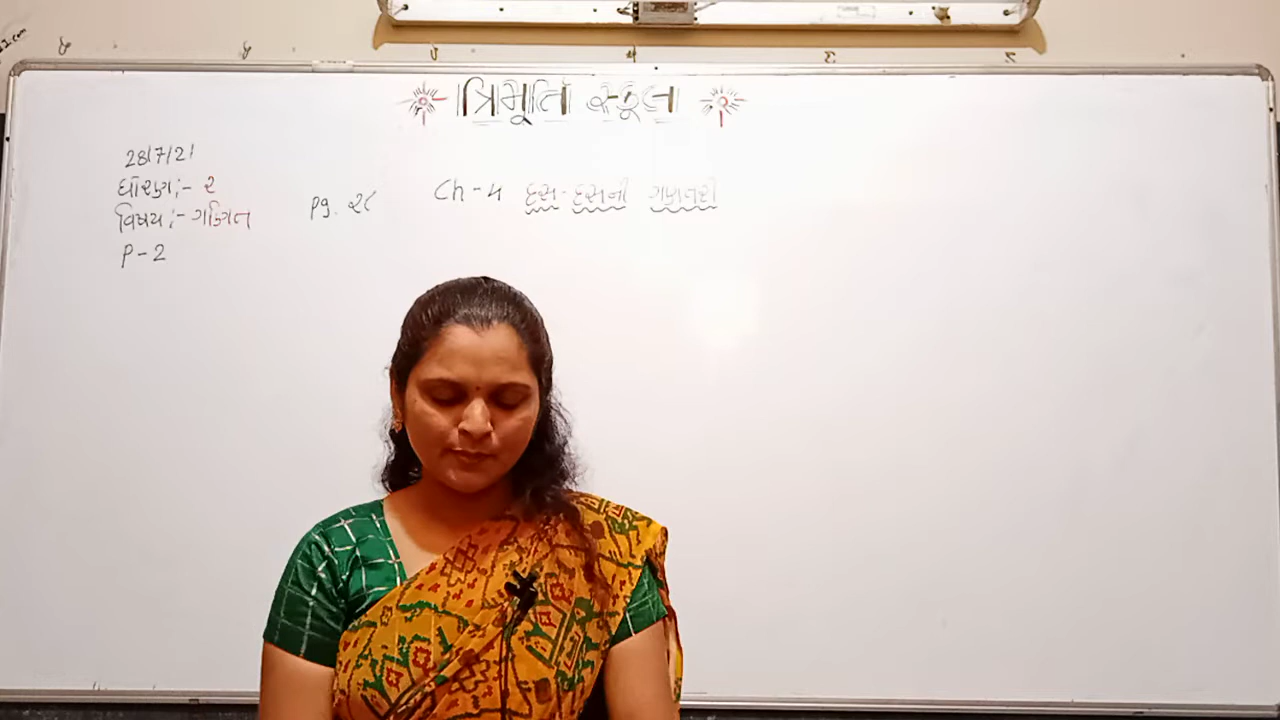 ત્રિમૂર્તિ સ્કૂલ
28/7/21
ધોરણ :- ૨
વિષય :- ગણિત
P - 2
pg. ૨૮
Ch - ૫ દસ - દસની ગણતરી